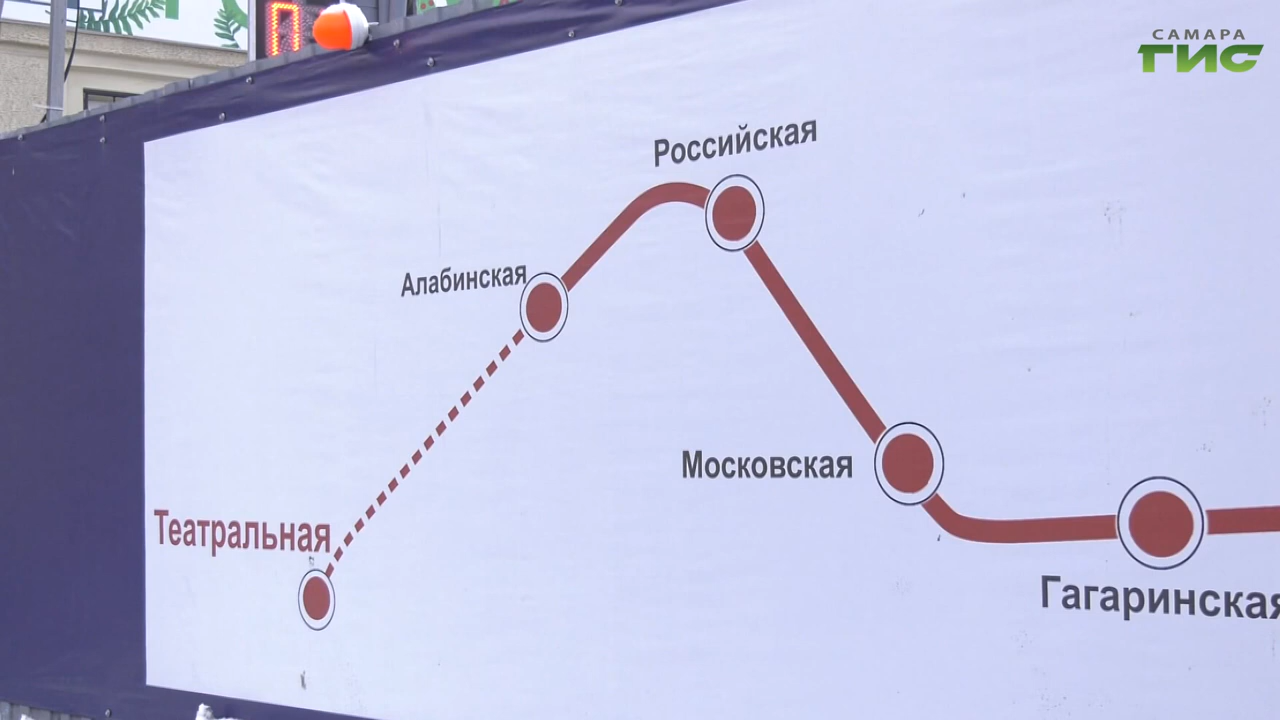 П
САМАРА
ГИС
Российская
Алабинская
Московская
Театральная
Гагаринская